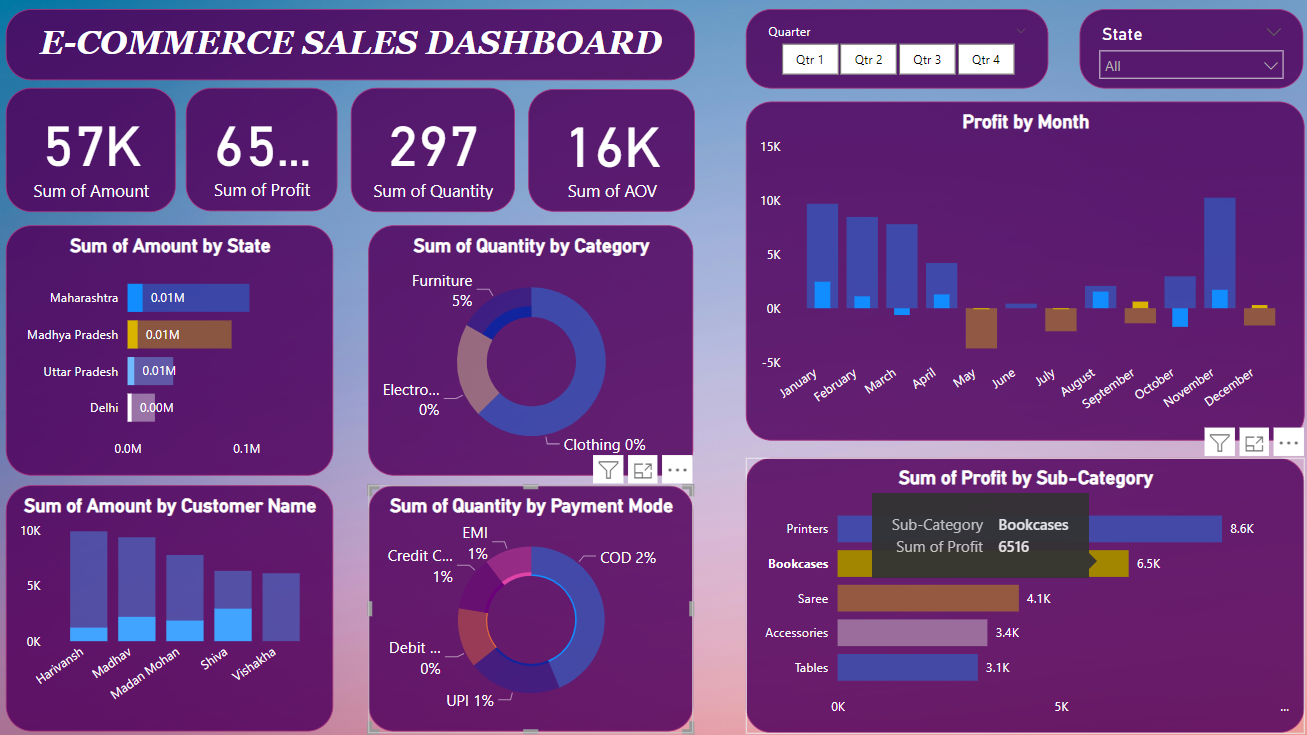 E-COMMERCE SALES DASHBOARD
Quarter
Qtr 1
Qtr 2
Qtr 3
Qtr 4
State
All
57K
Sum of Amount
65...
Sum of Profit
297
Sum of Quantity
16K
Sum of AOV
Sum of Amount by State
Maharashtra
0.01M
Madhya Pradesh
0.01M
Uttar Pradesh
0.01M
Delhi
0.00M
0.0M
0.1M
Sum of Quantity by Category
Furniture
5%
Electro...
0%
Clothing 0%
Profit by Month
15K
10K
5K
0K
-5K
January
February
March
April
May
June
July
August
September
October
November
December
Sum of Amount by Customer Name
10K
5K
0K
Harivansh
Madhav
Madan Mohan
Shiva
Vishakha
Sum of Quantity by Payment Mode
EMI
1%
Credit C...
1%
COD 2%
Debit ...
0%
UPI 1%
Sum of Profit by Sub-Category
Printers
8.6K
Bookcases
6.5K
Saree
4.1K
Accessories
3.4K
Tables
3.1K
0K
5K
...
Sub-Category Bookcases
Sum of Profit 6516